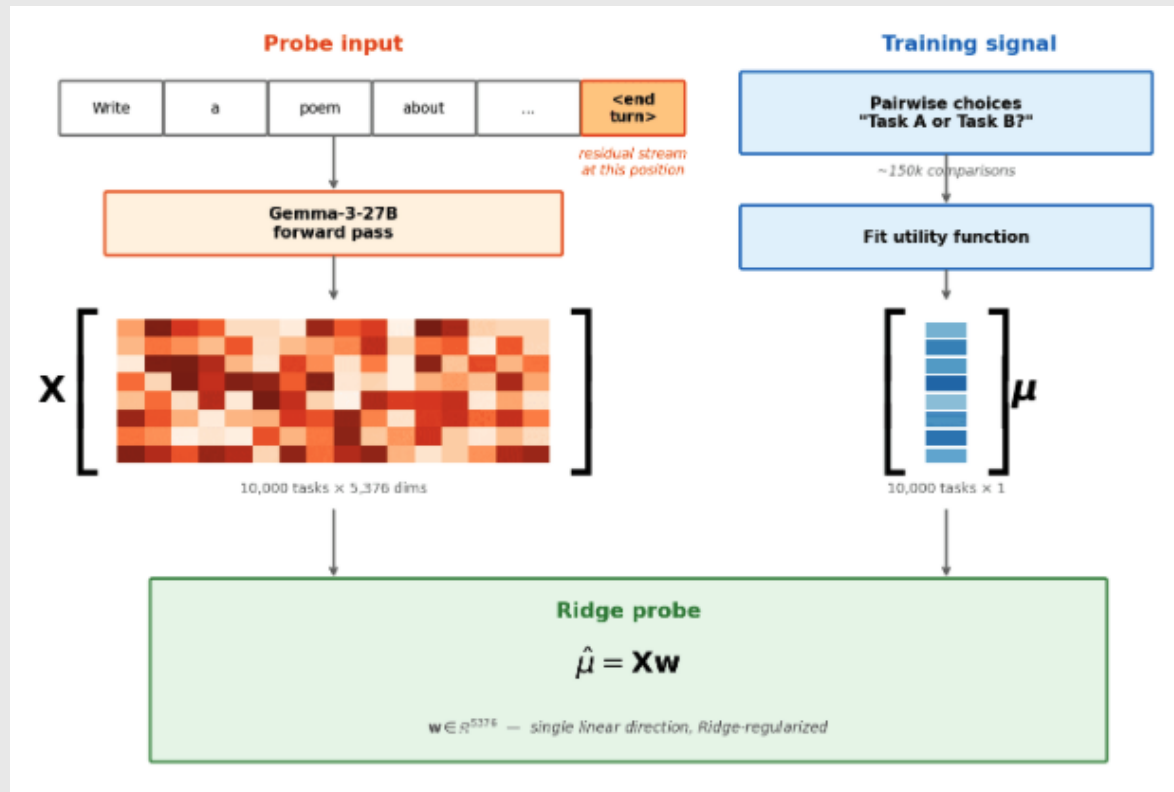 Probe input
Training signal
Write
a
poem
about
...
<end
turn>
residual stream
at this position
Pairwise choices
"Task A or Task B?"
~150k comparisons
Gemma-3-27B
forward pass
Fit utility function
X
μ
10,000 tasks × 5,376 dims
10,000 tasks × 1
Ridge probe
μ̂ = Xw
w ∈ ℝ⁵³⁷⁶ — single linear direction, Ridge-regularized